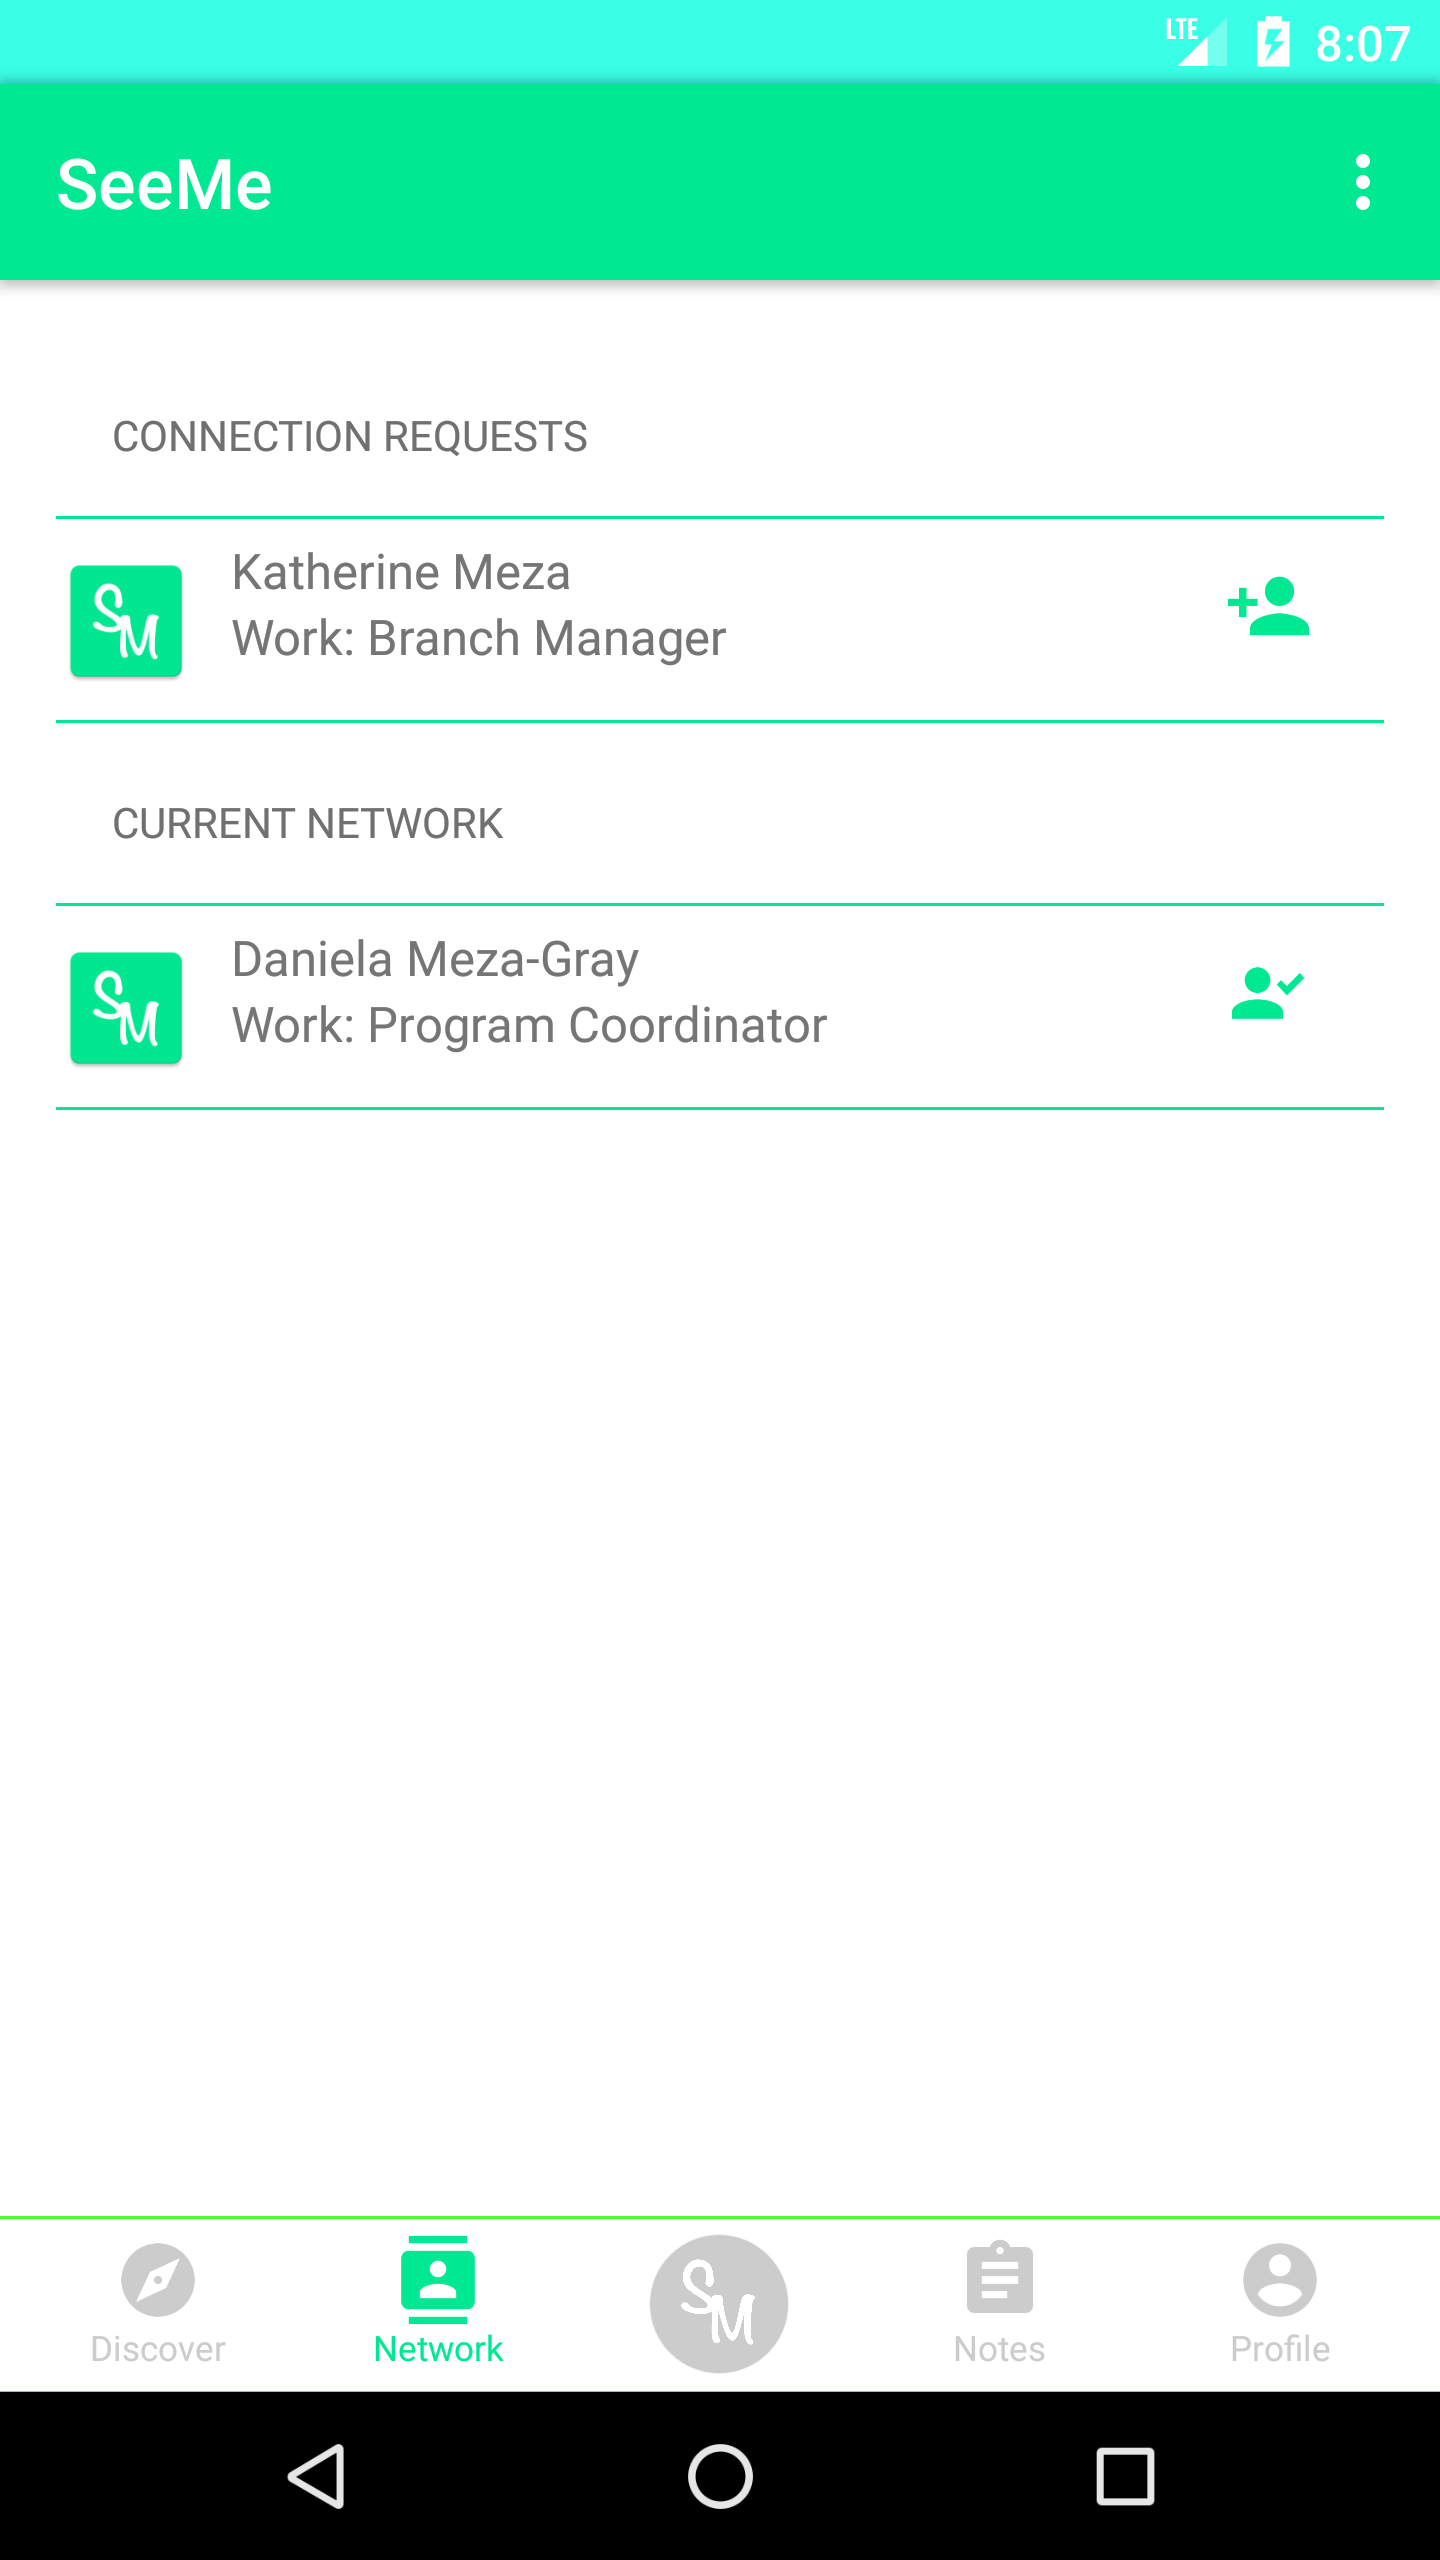 LTE 8:07
SeeMe
CONNECTION REQUESTS
SM
Katherine Meza
Work: Branch Manager
CURRENT NETWORK
SM
Daniela Meza-Gray
Work: Program Coordinator
SM
Discover
Network
Notes
Profile